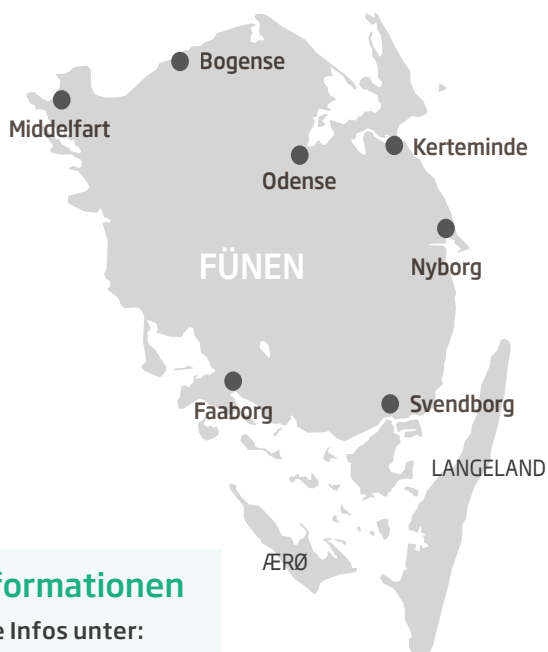 Bogense
Middelfart
Kerteminde
Odense
FÜNEN
Nyborg
Faaborg
Svendborg
LANGELAND
ÆRØ
formationen
e Infos unter: